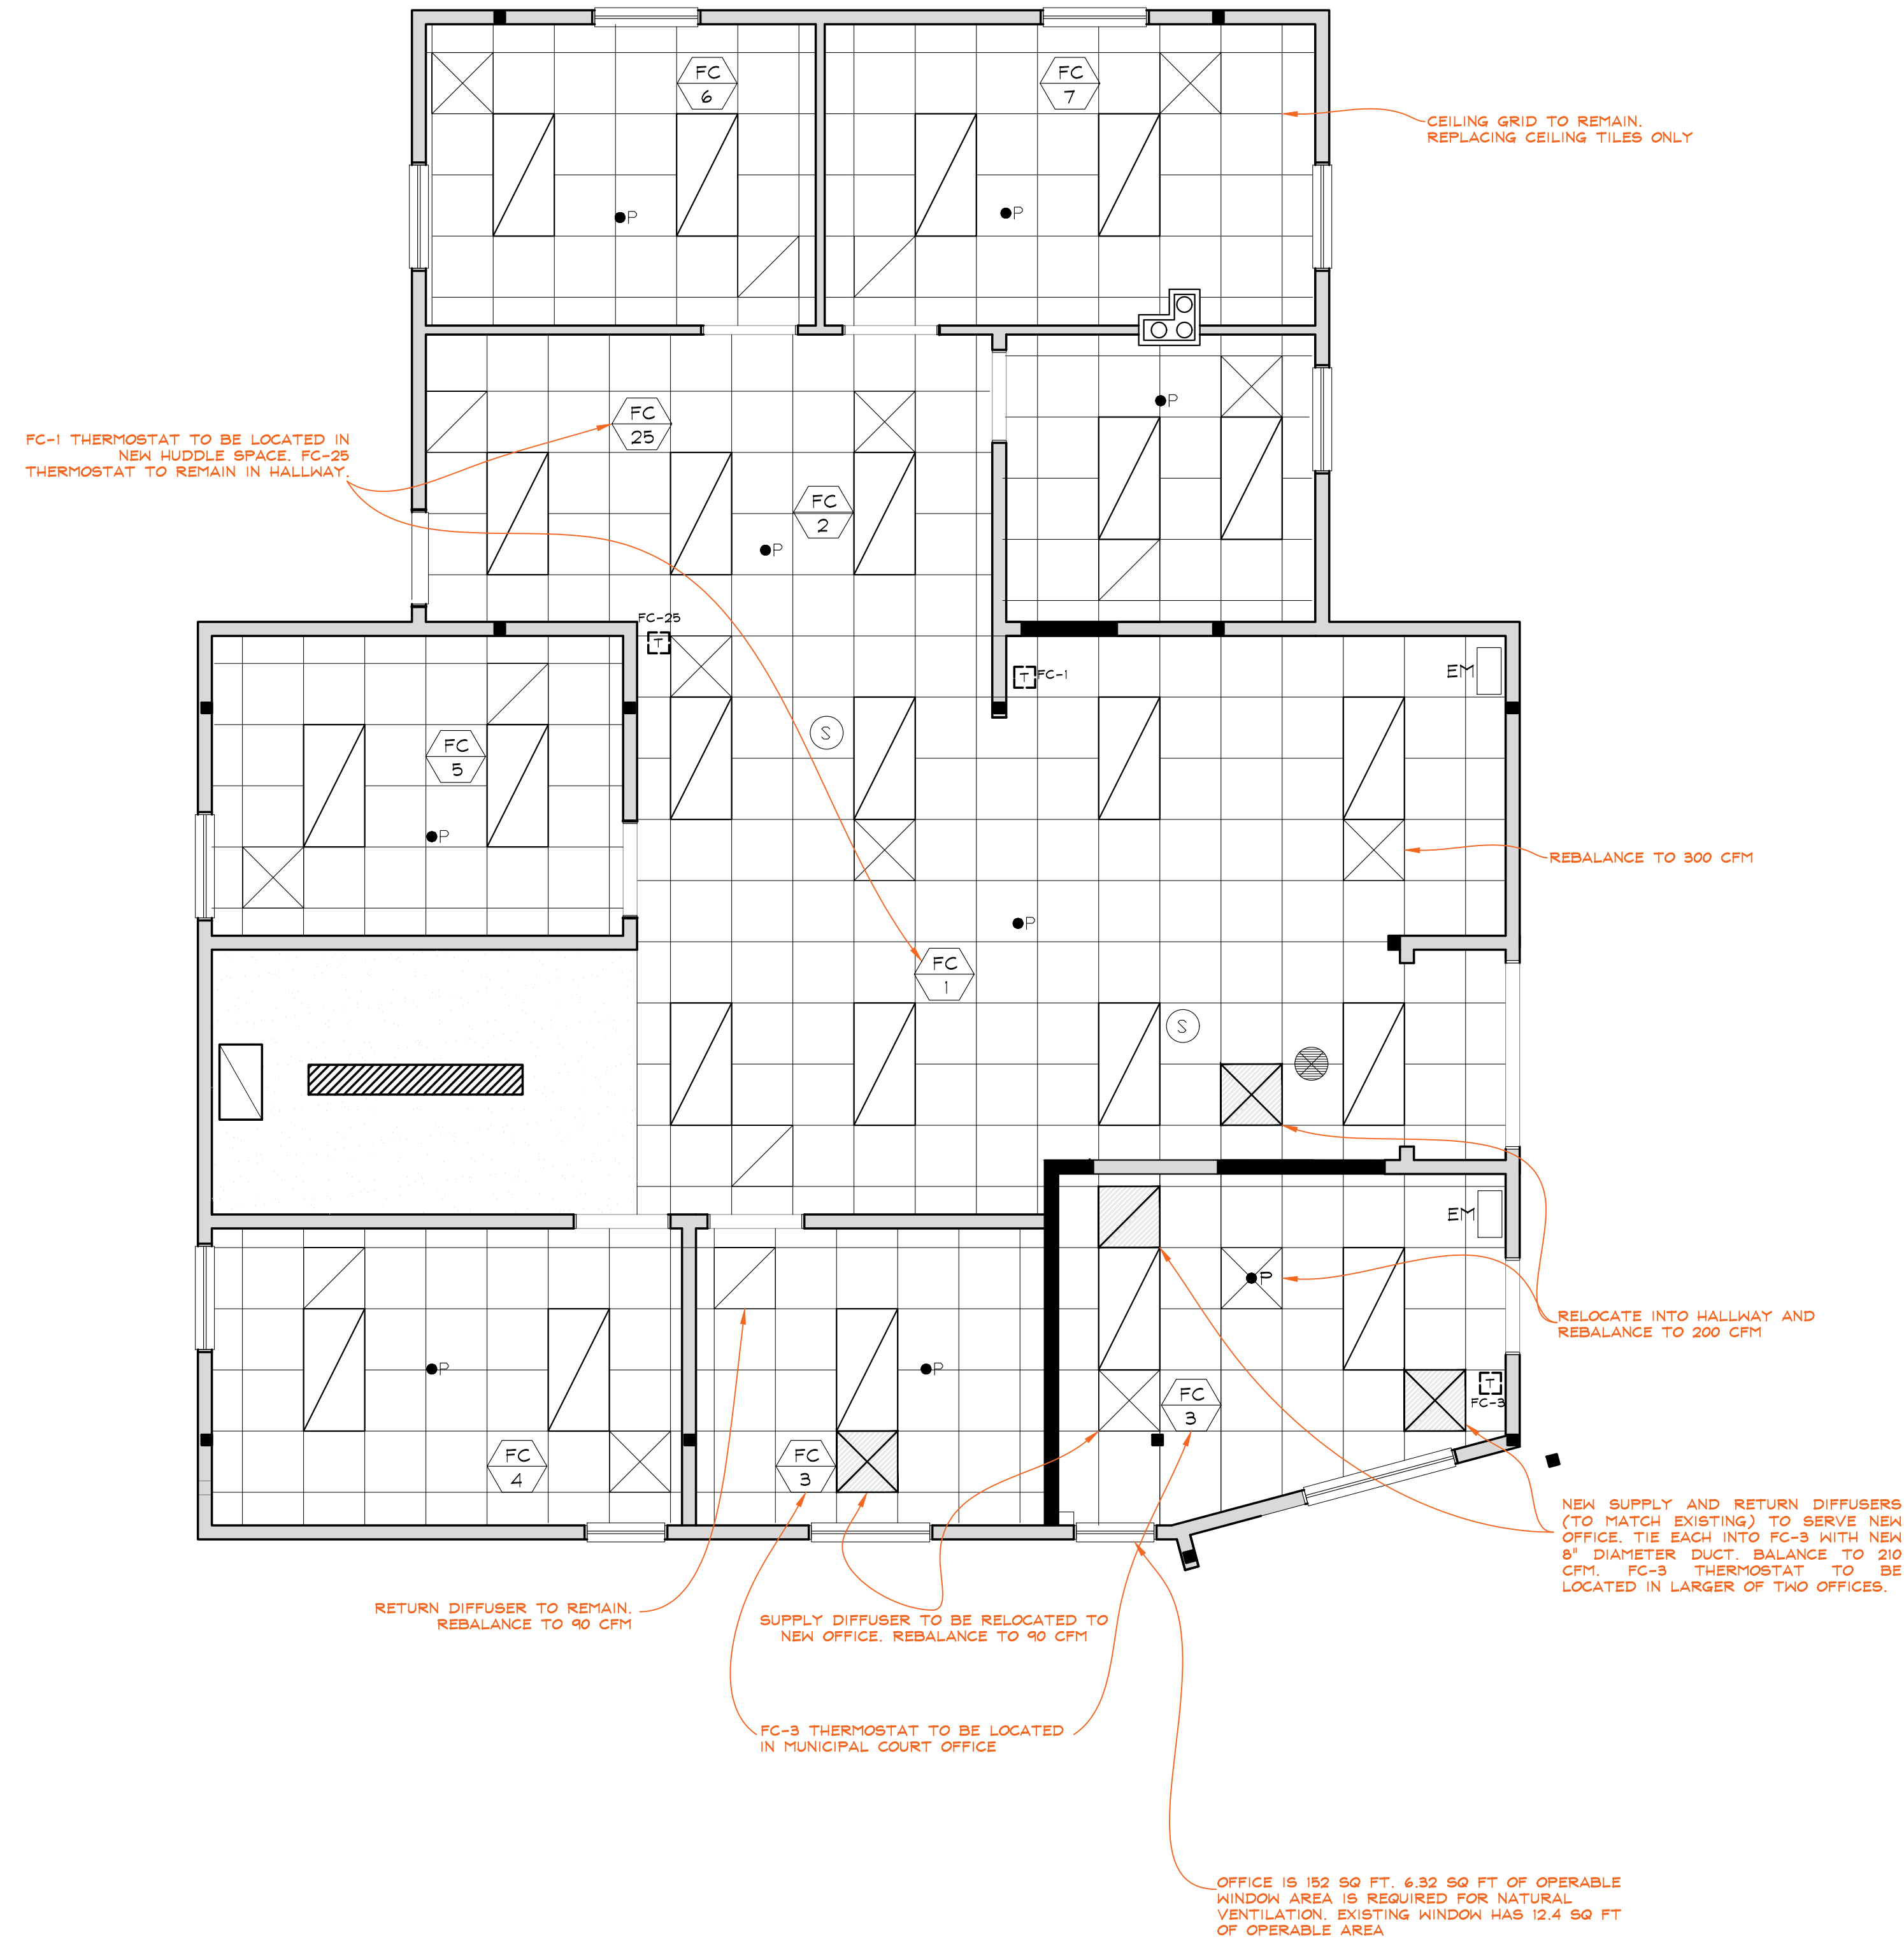 FC
6
FC
7
CEILING GRID TO REMAIN.
REPLACING CEILING TILES ONLY
P
P
P
FC
25
FC-1 THERMOSTAT TO BE LOCATED IN
NEW HUDDLE SPACE. FC-25
THERMOSTAT TO REMAIN IN HALLWAY.
FC
2
P
FC-25
T
T
FC-1
EM
S
FC
5
P
REBALANCE TO 300 CFM
P
FC
1
S
EM
P
RELOCATE INTO HALLWAY AND
REBALANCE TO 200 CFM
P
P
T
FC-3
FC
3
FC
4
FC
3
NEW SUPPLY AND RETURN DIFFUSERS
(TO MATCH EXISTING) TO SERVE NEW
OFFICE. TIE EACH INTO FC-3 WITH NEW
8" DIAMETER DUCT. BALANCE TO 210
CFM. FC-3 THERMOSTAT TO BE
LOCATED IN LARGER OF TWO OFFICES.
RETURN DIFFUSER TO REMAIN.
REBALANCE TO 90 CFM
SUPPLY DIFFUSER TO BE RELOCATED TO
NEW OFFICE. REBALANCE TO 90 CFM
FC-3 THERMOSTAT TO BE LOCATED
IN MUNICIPAL COURT OFFICE
OFFICE IS 152 SQ FT. 6.32 SQ FT OF OPERABLE
WINDOW AREA IS REQUIRED FOR NATURAL
VENTILATION. EXISTING WINDOW HAS 12.4 SQ FT
OF OPERABLE AREA